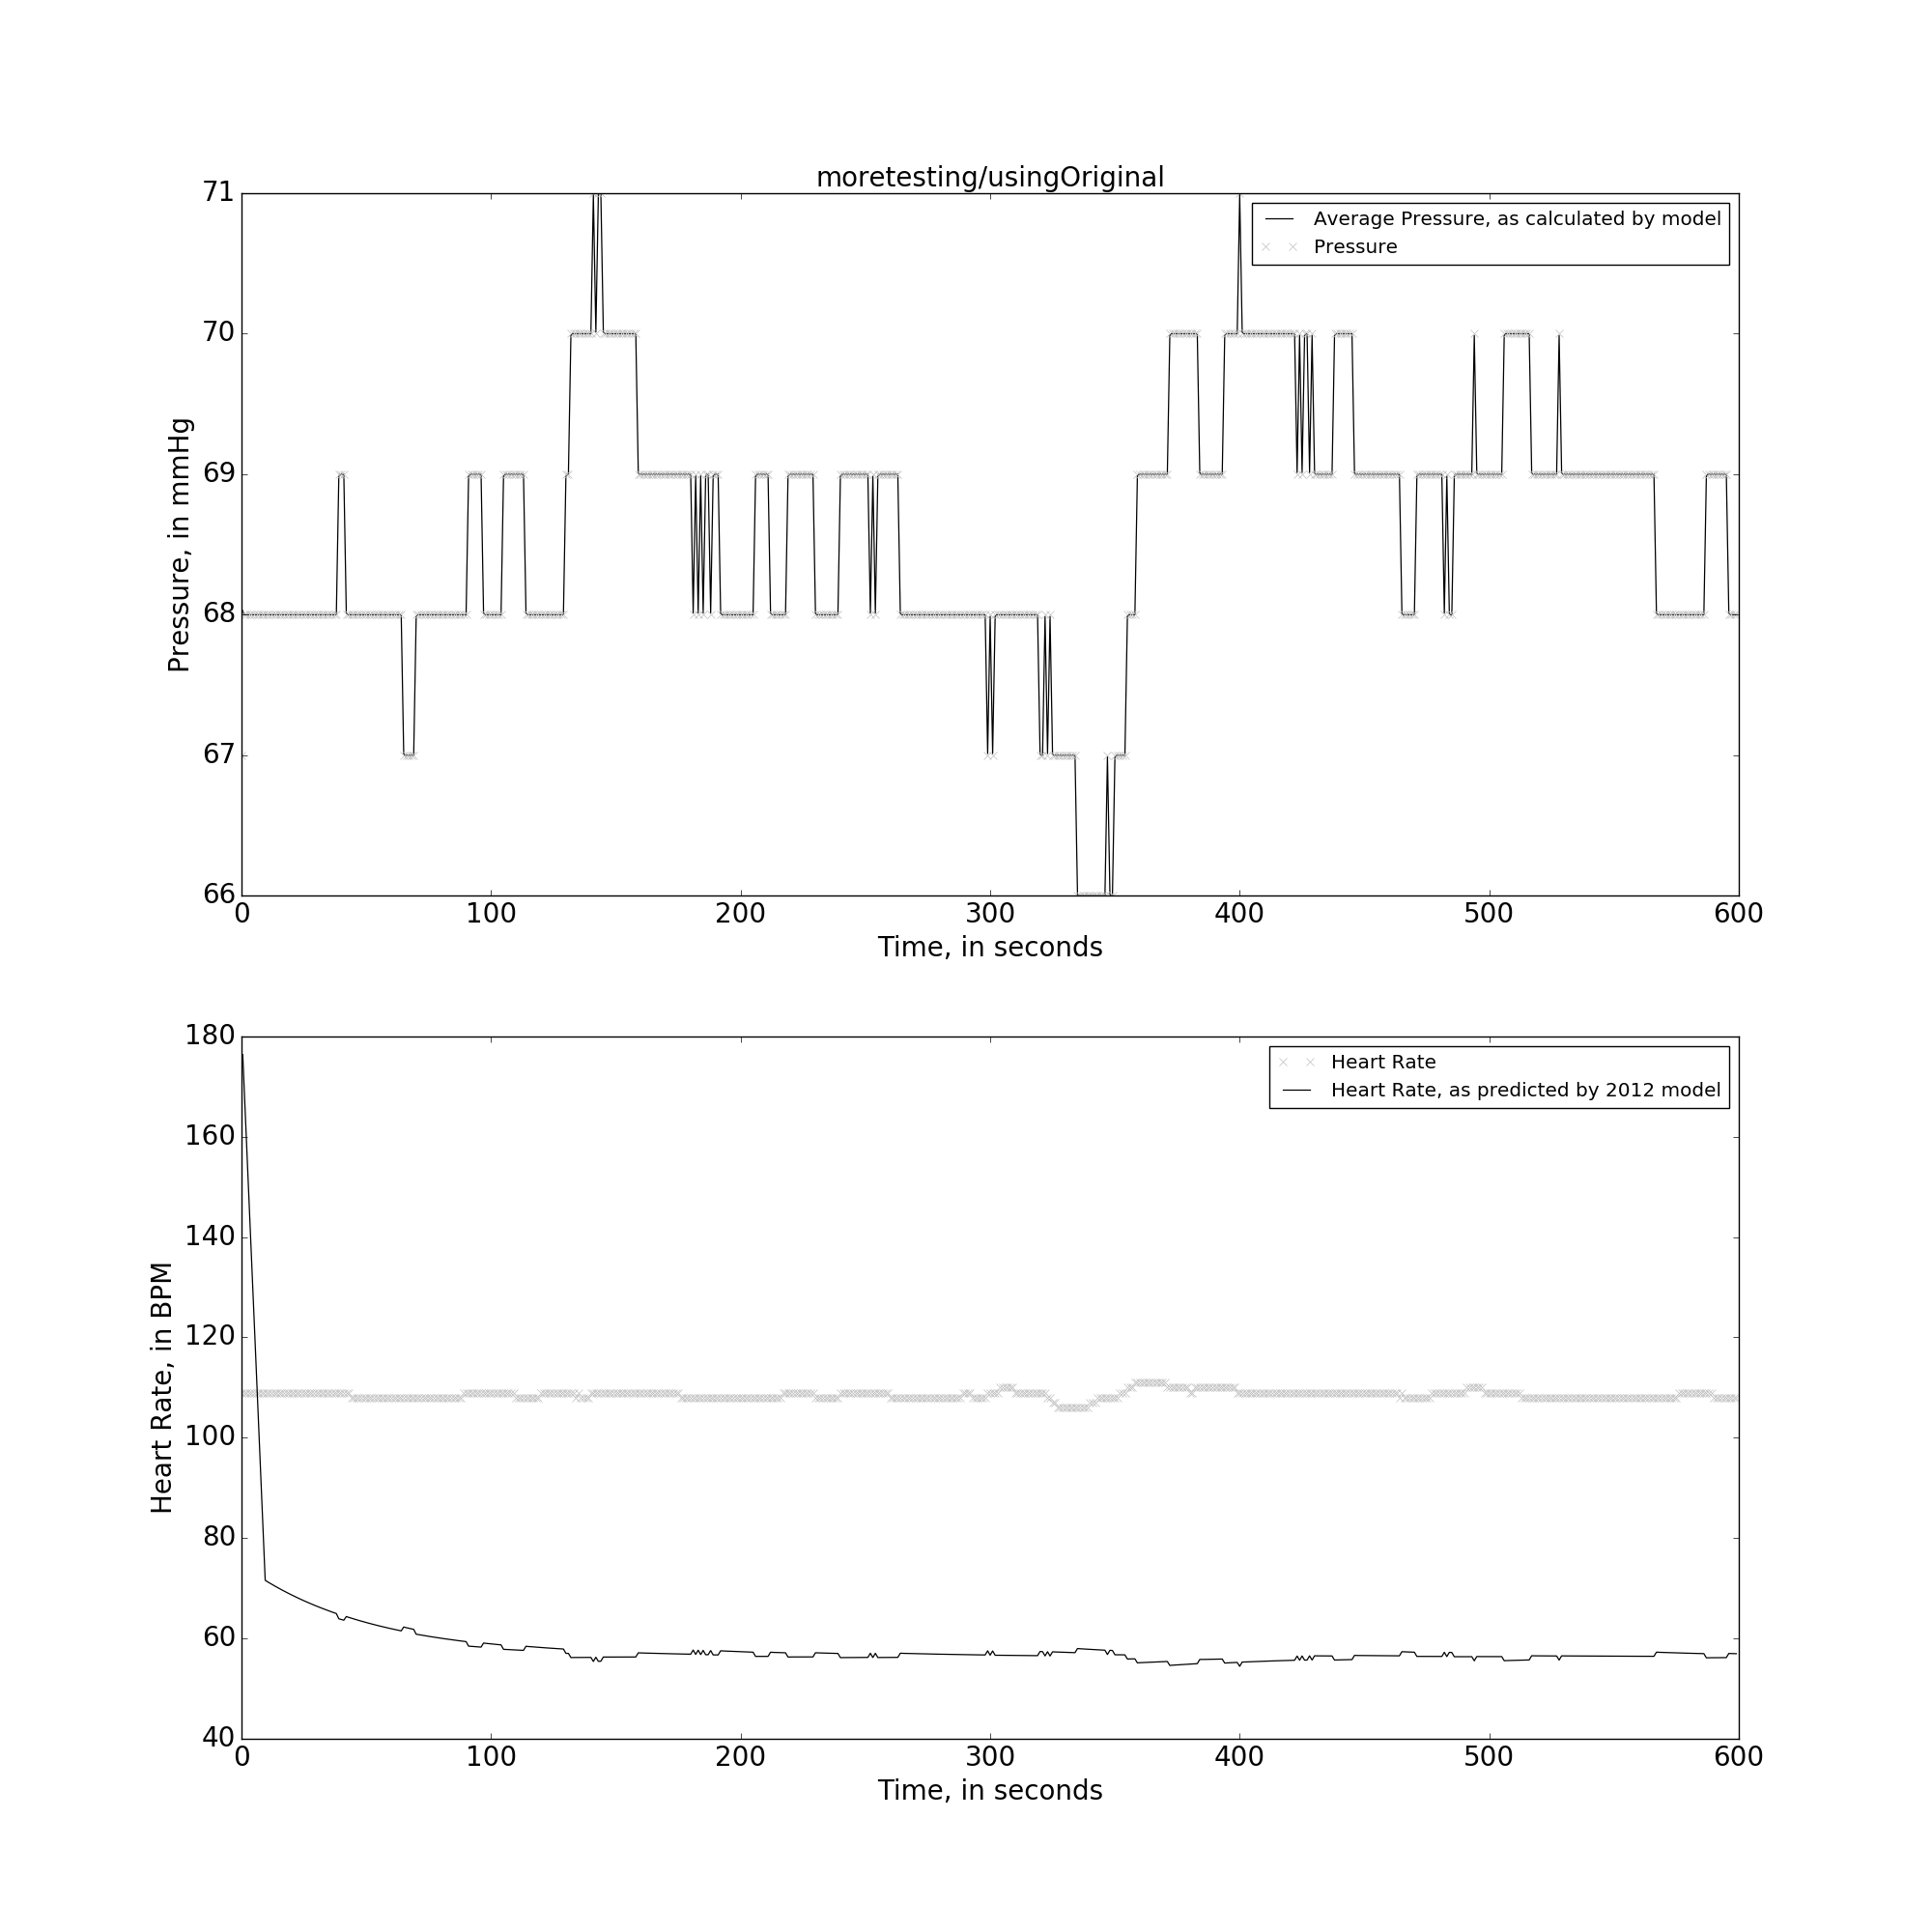 moretesting/usingOriginal
71
70
69
68
67
66
Pressure, in mmHg
Average Pressure, as calculated by model
Pressure
0 100 200 300 400 500 600
Time, in seconds
180
160
140
120
100
80
60
40
Heart Rate, in BPM
Heart Rate
Heart Rate, as predicted by 2012 model
0 100 200 300 400 500 600
Time, in seconds